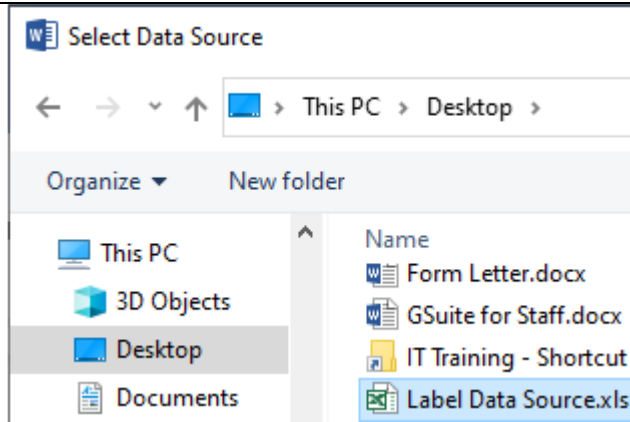 Select Data Source
This PC > Desktop >
Organize New folder
This PC
3D Objects
Desktop
Documents
Name
Form Letter.docx
GSuite for Staff.docx
IT Training - Shortcut
Label Data Source.xls